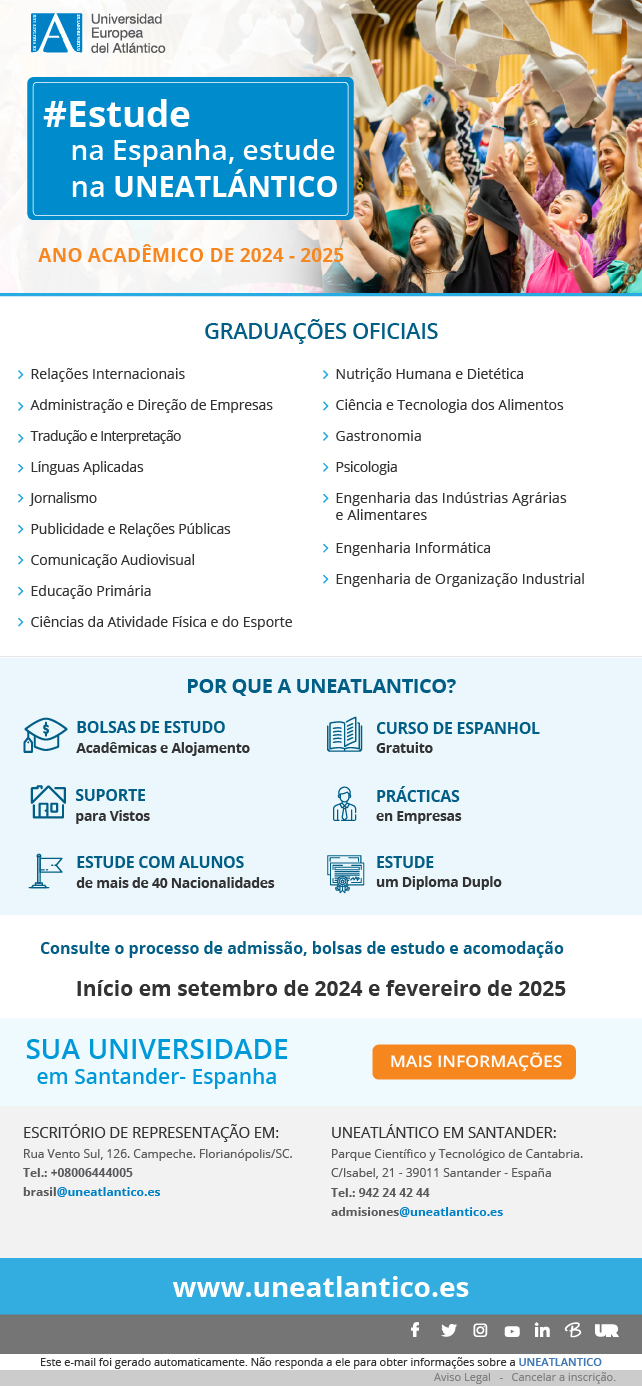 Universidad
Europea
del Atlántico
#Estude
na Espanha, estude
na UNEATLÁNTICO
ANO ACADÊMICO DE 2024 - 2025
GRADUAÇÕES OFICIAIS
Relações Internacionais
Administração e Direção de Empresas
Tradução e Interpretação
Línguas Aplicadas
Jornalismo
Publicidade e Relações Públicas
Comunicação Audiovisual
Educação Primária
Ciências da Atividade Física e do Esporte
Nutrição Humana e Dietética
Ciência e Tecnologia dos Alimentos
Gastronomia
Psicologia
Engenharia das Indústrias Agrárias
e Alimentares
Engenharia Informática
Engenharia de Organização Industrial
POR QUE A UNEATLANTICO?
BOLSAS DE ESTUDO
Acadêmicas e Alojamento
CURSO DE ESPANHOL
Gratuito
SUPORTE
para Vistos
PRÁCTICAS
en Empresas
ESTUDE COM ALUNOS
de mais de 40 Nacionalidades
ESTUDE
um Diploma Duplo
Consulte o processo de admissão, bolsas de estudo e acomodação
Início em setembro de 2024 e fevereiro de 2025
SUA UNIVERSIDADE
em Santander- Espanha
MAIS INFORMAÇÕES
ESCRITÓRIO DE REPRESENTAÇÃO EM:
Rua Vento Sul, 126. Campeche. Florianópolis/SC.
Tel.: +08006444005
brasil@uneatlantico.es
UNEATLÁNTICO EM SANTANDER:
Parque Científico y Tecnológico de Cantabria.
C/Isabel, 21 - 39011 Santander - España
Tel.: 942 24 42 44
admisiones@uneatlantico.es
www.uneatlantico.es
Este e-mail foi gerado automaticamente. Não responda a ele para obter informações sobre a UNEATLANTICO
Aviso Legal - Cancelar a inscrição.